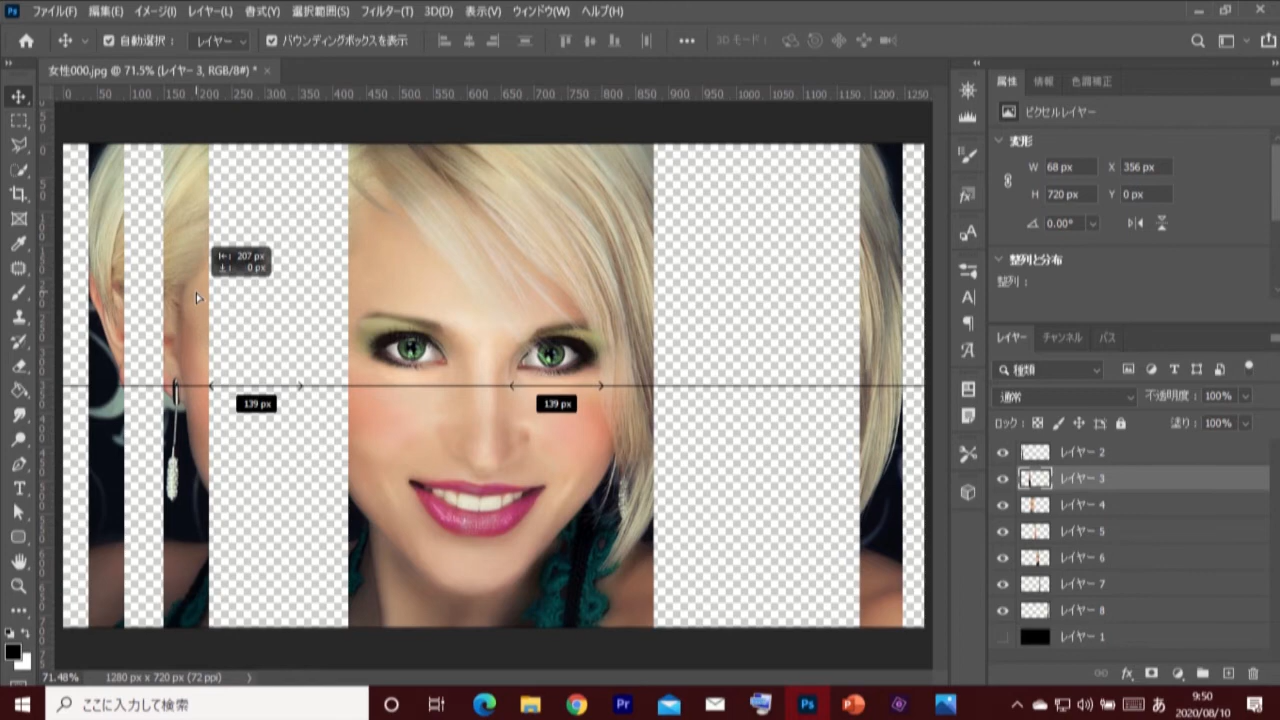 Ps ファイル(F) 編集(E) イメージ(I) レイヤー(L) 書式(Y) 選択範囲(S) フィルター(T) 3D(D) 表示(V) ウィンドウ(W) ヘルプ(H)
自動選択： レイヤー バウンディングボックスを表示 3D モード：
女性000.jpg @ 71.5% (レイヤー 3, RGB/8#) *
0 50 100 150 200 250 300 350 400 450 500 550 600 650 700 750 800 850 900 950 1000 1050 1100 1150 1200 1250
207 px
0 px
139 px
139 px
属性 情報 色調補正
ピクセルレイヤー
変形
W 68 px X 356 px
H 720 px Y 0 px
0.00°
整列と分布
整列：
レイヤー チャンネル パス
種類
通常 不透明度： 100%
ロック： 塗り： 100%
レイヤー 2
レイヤー 3
レイヤー 4
レイヤー 5
レイヤー 6
レイヤー 7
レイヤー 8
レイヤー 1
71.48% 1280 px x 720 px (72 ppi)
ここに入力して検索
Pr Ps あ
9:50
2020/08/10